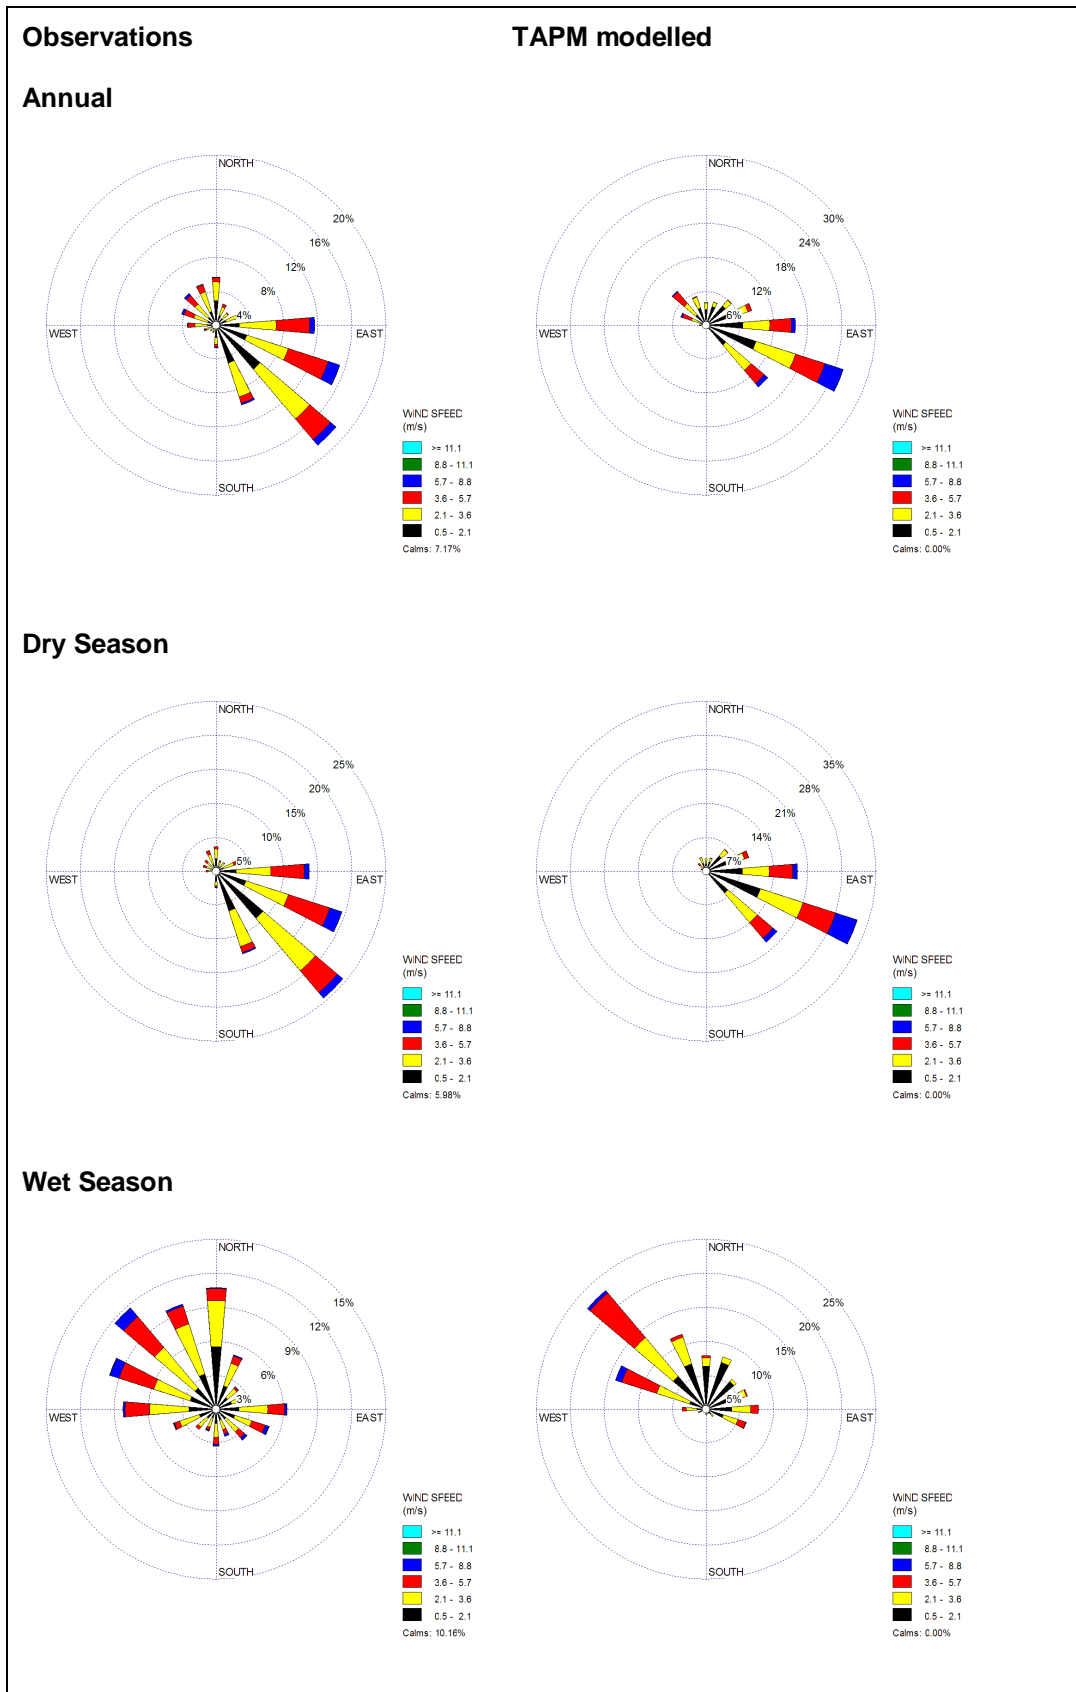 Observations TAPM modelled
Annual
NORTH
20%
16%
12%
8%
4%
WEST EAST
SOUTH
WIND SPEED
(m/s)
>= 11.1
8.8 - 11.1
5.7 - 8.8
3.6 - 5.7
2.1 - 3.6
0.5 - 2.1
Calms: 7.17%
NORTH
30%
24%
18%
12%
6%
WEST EAST
SOUTH
WIND SPEED
(m/s)
>= 11.1
8.8 - 11.1
5.7 - 8.8
3.6 - 5.7
2.1 - 3.6
0.5 - 2.1
Calms: 0.00%
Dry Season
NORTH
25%
20%
15%
10%
5%
WEST EAST
SOUTH
WIND SPEED
(m/s)
>= 11.1
8.8 - 11.1
5.7 - 8.8
3.6 - 5.7
2.1 - 3.6
0.5 - 2.1
Calms: 5.98%
NORTH
35%
28%
21%
14%
7%
WEST EAST
SOUTH
WIND SPEED
(m/s)
>= 11.1
8.8 - 11.1
5.7 - 8.8
3.6 - 5.7
2.1 - 3.6
0.5 - 2.1
Calms: 0.00%
Wet Season
NORTH
15%
12%
9%
6%
3%
WEST EAST
SOUTH
WIND SPEED
(m/s)
>= 11.1
8.8 - 11.1
5.7 - 8.8
3.6 - 5.7
2.1 - 3.6
0.5 - 2.1
Calms: 10.16%
NORTH
25%
20%
15%
10%
5%
WEST EAST
SOUTH
WIND SPEED
(m/s)
>= 11.1
8.8 - 11.1
5.7 - 8.8
3.6 - 5.7
2.1 - 3.6
0.5 - 2.1
Calms: 0.00%